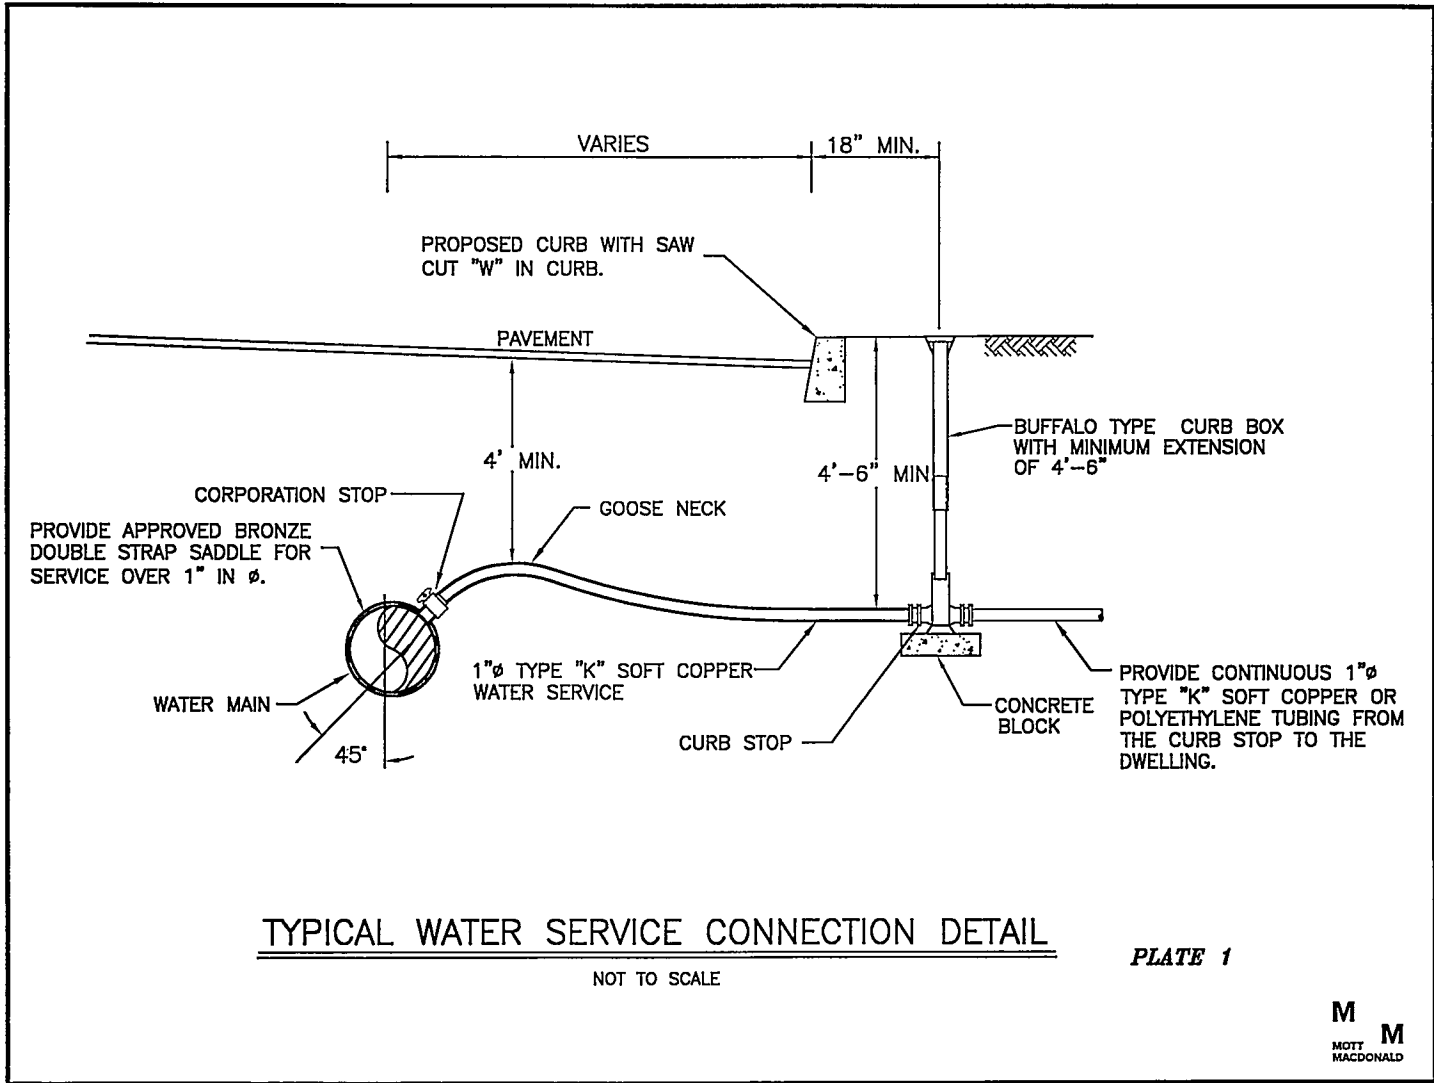 VARIES
18" MIN.
PROPOSED CURB WITH SAW
CUT "W" IN CURB.
PAVEMENT
4' MIN.
4'-6" MIN
BUFFALO TYPE CURB BOX
WITH MINIMUM EXTENSION
OF 4'-6"
CORPORATION STOP
GOOSE NECK
PROVIDE APPROVED BRONZE
DOUBLE STRAP SADDLE FOR
SERVICE OVER 1" IN ø.
1"ø TYPE "K" SOFT COPPER
WATER SERVICE
WATER MAIN
45°
CURB STOP
CONCRETE
BLOCK
PROVIDE CONTINUOUS 1"ø
TYPE "K" SOFT COPPER OR
POLYETHYLENE TUBING FROM
THE CURB STOP TO THE
DWELLING.
TYPICAL WATER SERVICE CONNECTION DETAIL
NOT TO SCALE
PLATE 1
M
M
MOTT
MACDONALD